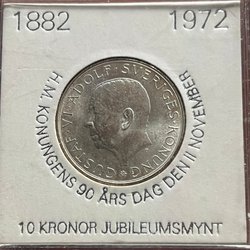 1882 1972
H.M. KONUNGENS 90 ÅRS DAG DEN 11 NOVEMBER
GUSTAF·VI·ADOLF·SVERIGES·KONUNG
10 KRONOR JUBILEUMSMYNT